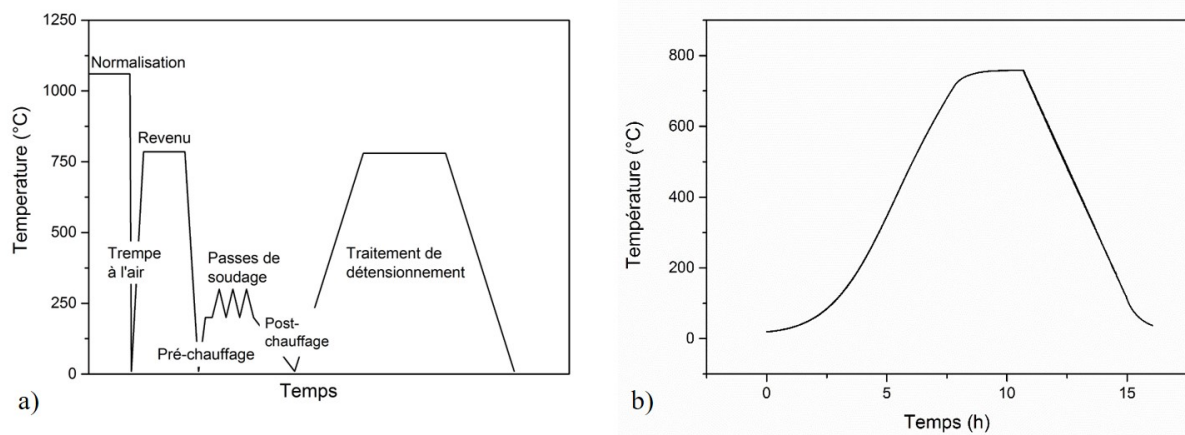 1250
1000
750
500
250
0
Temperature (°C)
Normalisation
Revenu
Trempe
à l'air
Passes de
soudage
Pré-chauffage
Post-
chauffage
Traitement de
détensionnement
Temps
a)
800
600
400
200
0
Température (°C)
0 5 10 15
Temps (h)
b)